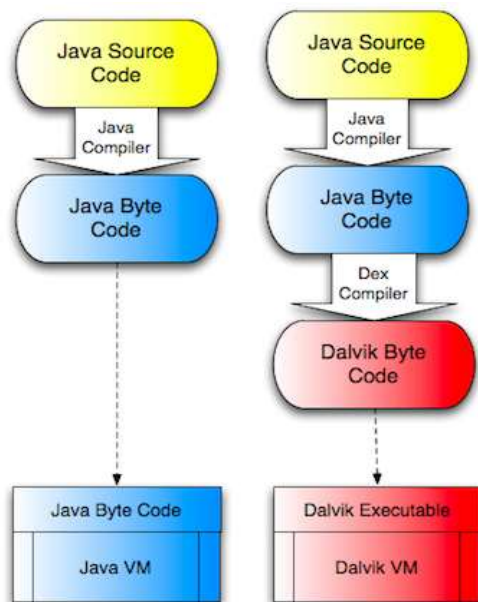 Java Source
Code
Java
Compiler
Java Byte
Code
Java Byte Code
Java VM
Java Source
Code
Java
Compiler
Java Byte
Code
Dex
Compiler
Dalvik Byte
Code
Dalvik Executable
Dalvik VM